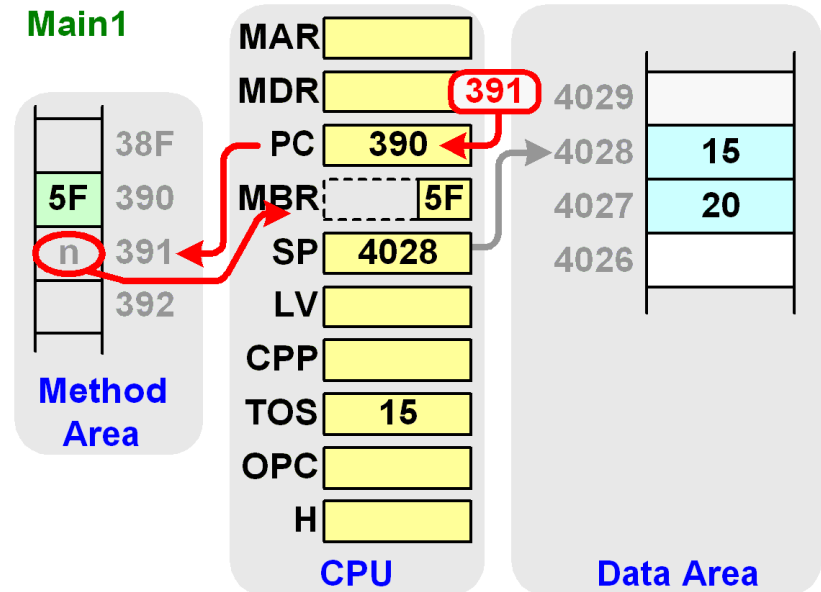 Main1
38F
5F 390
n 391
392
Method
Area
MAR
MDR 391
PC 390
MBR 5F
SP 4028
LV
CPP
TOS 15
OPC
H
CPU
4029
4028 15
4027 20
4026
Data Area